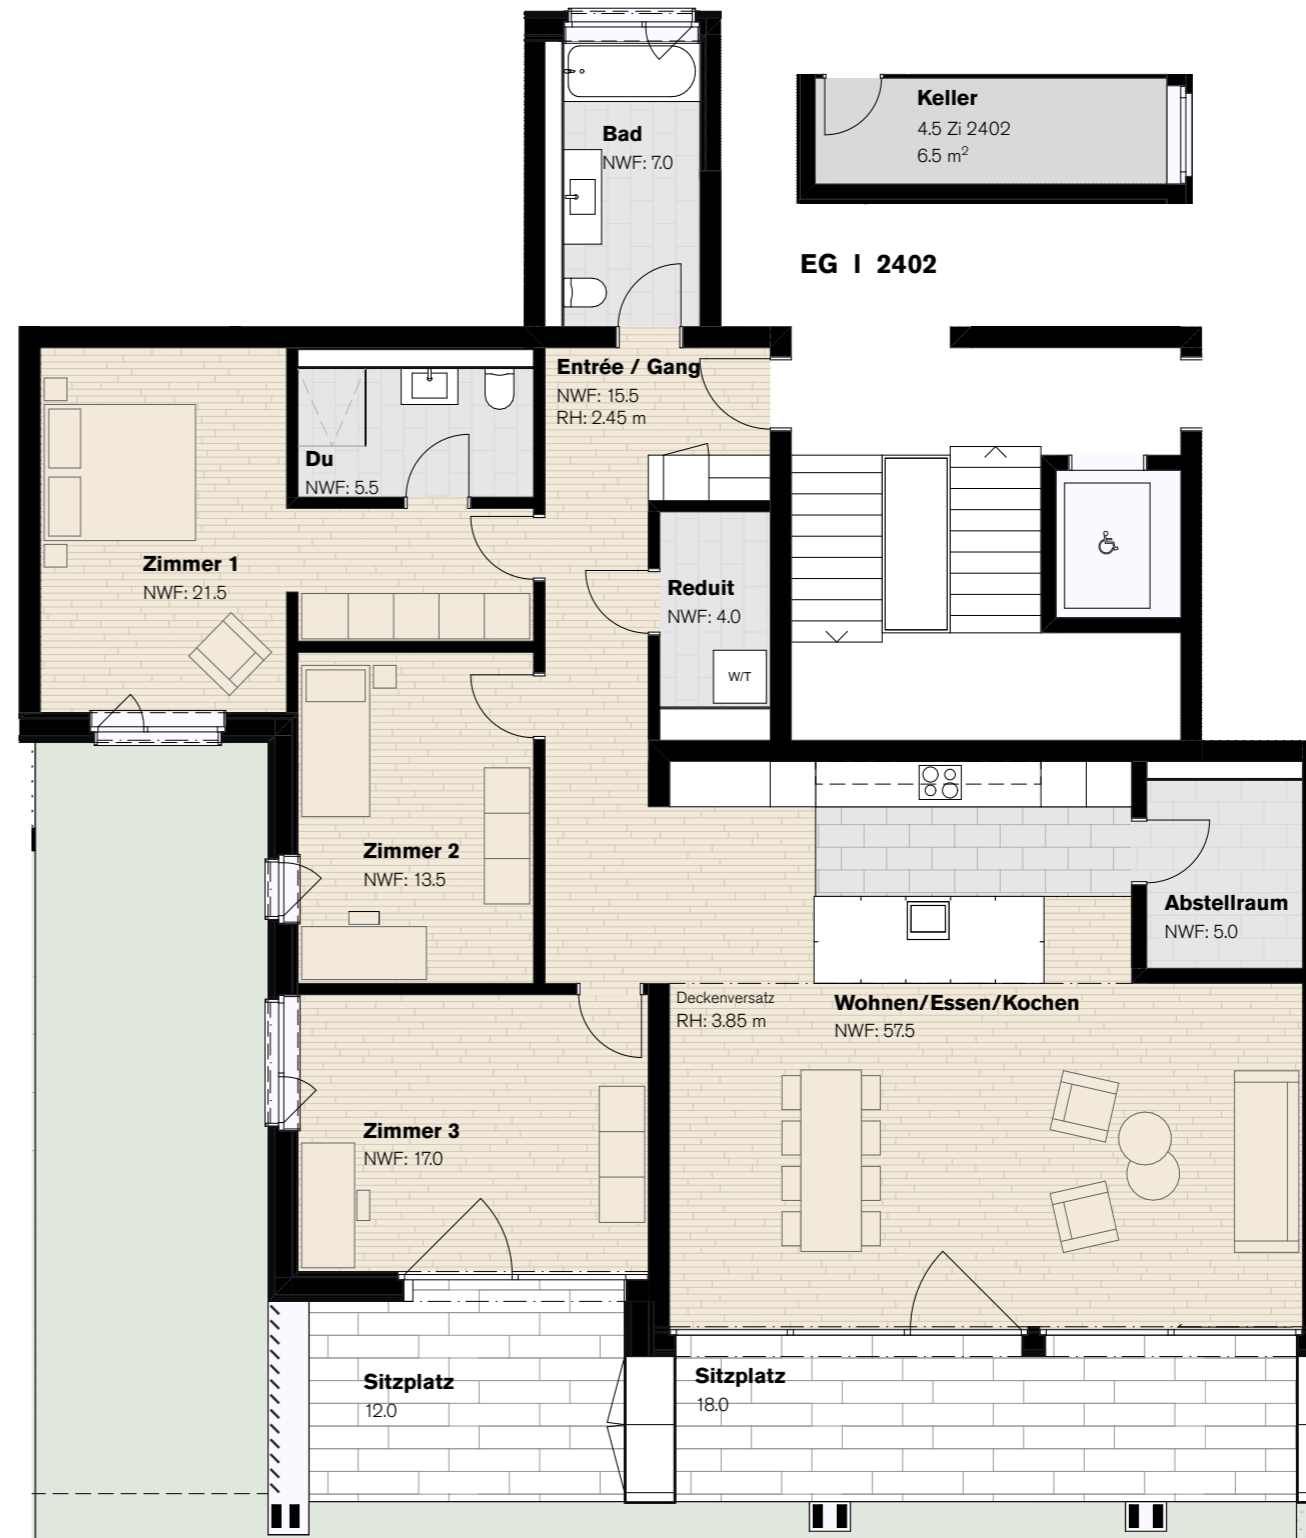 Keller
4.5 Zi 2402
6.5 m²
Bad
NWF: 7.0
EG I 2402
Entrée / Gang
NWF: 15.5
RH: 2.45 m
Du
NWF: 5.5
Zimmer 1
NWF: 21.5
Reduit
NWF: 4.0
W/T
Zimmer 2
NWF: 13.5
Abstellraum
NWF: 5.0
Deckenversatz
RH: 3.85 m
Wohnen/Essen/Kochen
NWF: 57.5
Zimmer 3
NWF: 17.0
Sitzplatz
12.0
Sitzplatz
18.0